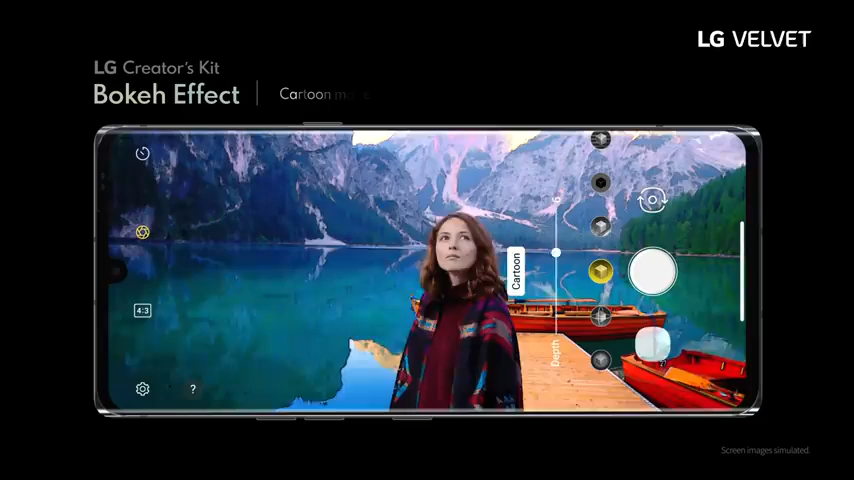 LG VELVET
LG Creator's Kit
Bokeh Effect
Cartoon
6
Cartoon
4:3
Depth
?
Screen images simulated.